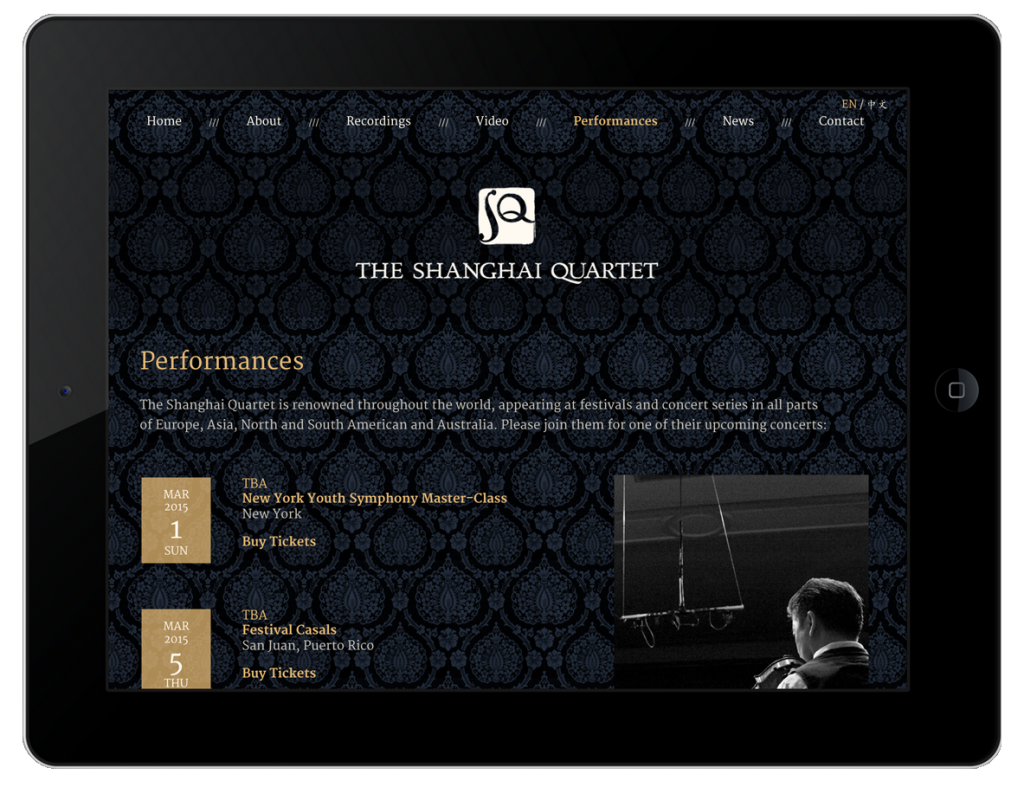 EN / 中文
Home /// About /// Recordings /// Video /// Performances /// News /// Contact
SQ
THE SHANGHAI QUARTET
Performances
The Shanghai Quartet is renowned throughout the world, appearing at festivals and concert series in all parts
of Europe, Asia, North and South American and Australia. Please join them for one of their upcoming concerts:
MAR
2015
1
SUN
TBA
New York Youth Symphony Master-Class
New York
Buy Tickets
MAR
2015
5
THU
TBA
Festival Casals
San Juan, Puerto Rico
Buy Tickets